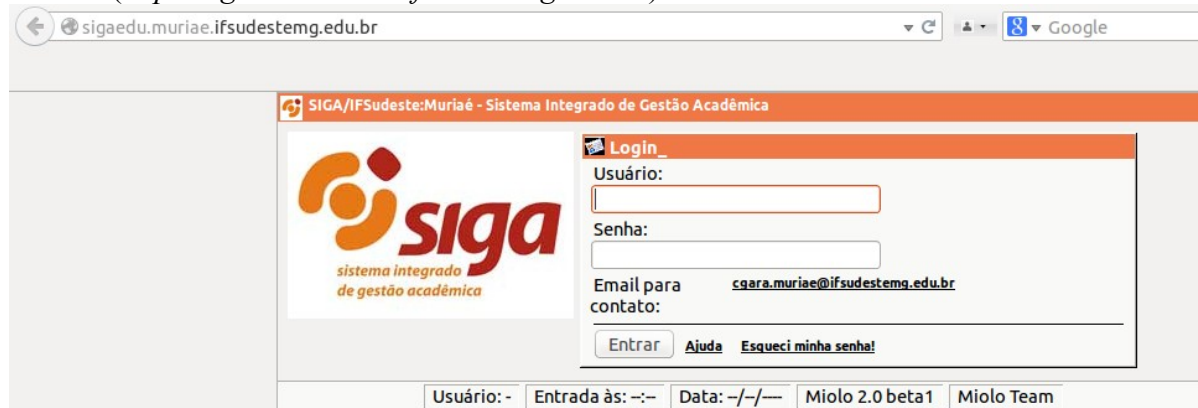 sigaedu.muriae.ifsudestemg.edu.br
Google
SIGA/IFSudeste:Muriaé - Sistema Integrado de Gestão Acadêmica
siga
sistema integrado
de gestão acadêmica
Login_
Usuário:
Senha:
Email para
contato:
cgara.muriae@ifsudestemg.edu.br
Entrar Ajuda Esqueci minha senha!
Usuário: - Entrada às: --:-- Data: --/--/---- Miolo 2.0 beta1 Miolo Team